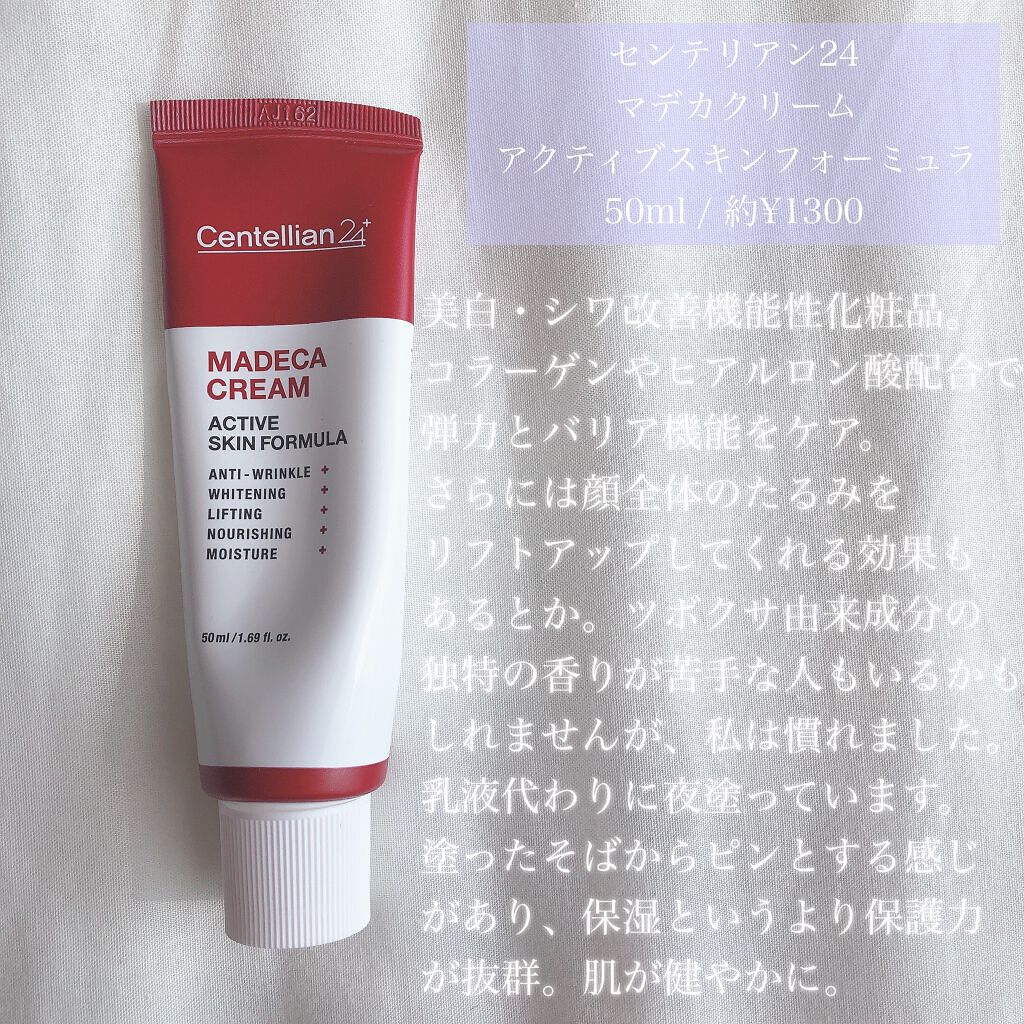 センテリアン24
マデカクリーム
アクティブスキンフォーミュラ
50ml / 約¥1300
AJ162
Centellian24+
MADECA
CREAM
ACTIVE
SKIN FORMULA
ANTI-WRINKLE +
WHITENING +
LIFTING +
NOURISHING +
MOISTURE +
50ml/1.69 fl. oz.
美白・シワ改善機能性化粧品。
コラーゲンやヒアルロン酸配合で
弾力とバリア機能をケア。
さらには顔全体のたるみを
リフトアップしてくれる効果も
あるとか。ツボクサ由来成分の
独特の香りが苦手な人もいるかも
しれませんが、私は慣れました。
乳液代わりに夜塗っています。
塗ったそばからピンとする感じ
があり、保湿というより保護力
が抜群。肌が健やかに。